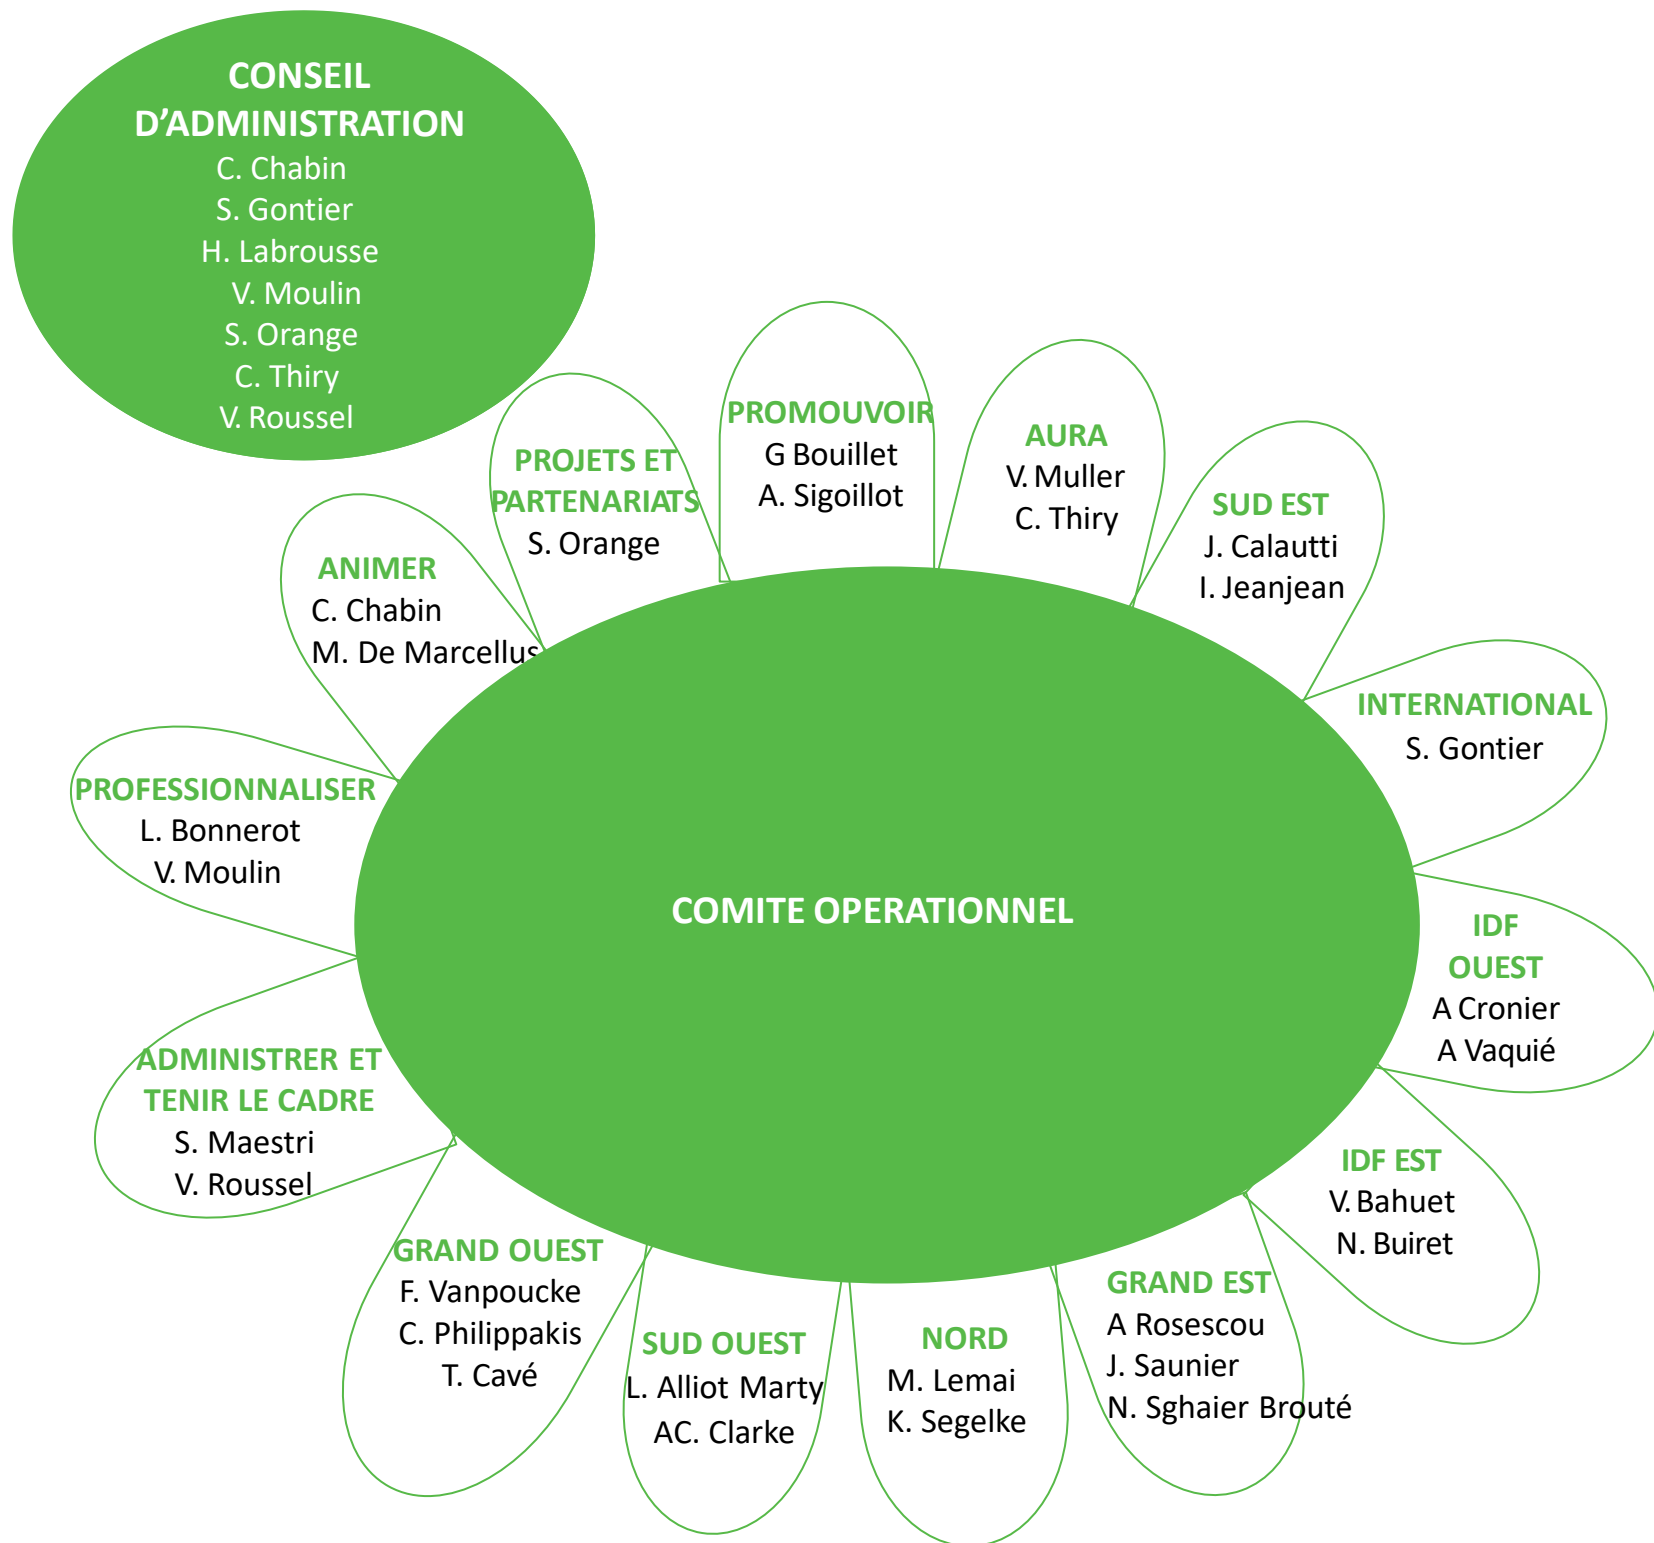 CONSEIL
D’ADMINISTRATION
C. Chabin
S. Gontier
H. Labrousse
V. Moulin
S. Orange
C. Thiry
V. Roussel
PROMOUVOIR
G Bouillet
A. Sigoillot
AURA
V. Muller
C. Thiry
PROJETS ET
PARTENARIATS
S. Orange
SUD EST
J. Calautti
I. Jeanjean
ANIMER
C. Chabin
M. De Marcellus
INTERNATIONAL
S. Gontier
PROFESSIONNALISER
L. Bonnerot
V. Moulin
COMITE OPERATIONNEL
IDF
OUEST
A Cronier
A Vaquié
ADMINISTRER ET
TENIR LE CADRE
S. Maestri
V. Roussel
IDF EST
V. Bahuet
N. Buiret
GRAND OUEST
F. Vanpoucke
C. Philippakis
T. Cavé
SUD OUEST
L. Alliot Marty
AC. Clarke
NORD
M. Lemai
K. Segelke
GRAND EST
A Rosescou
J. Saunier
N. Sghaier Brouté